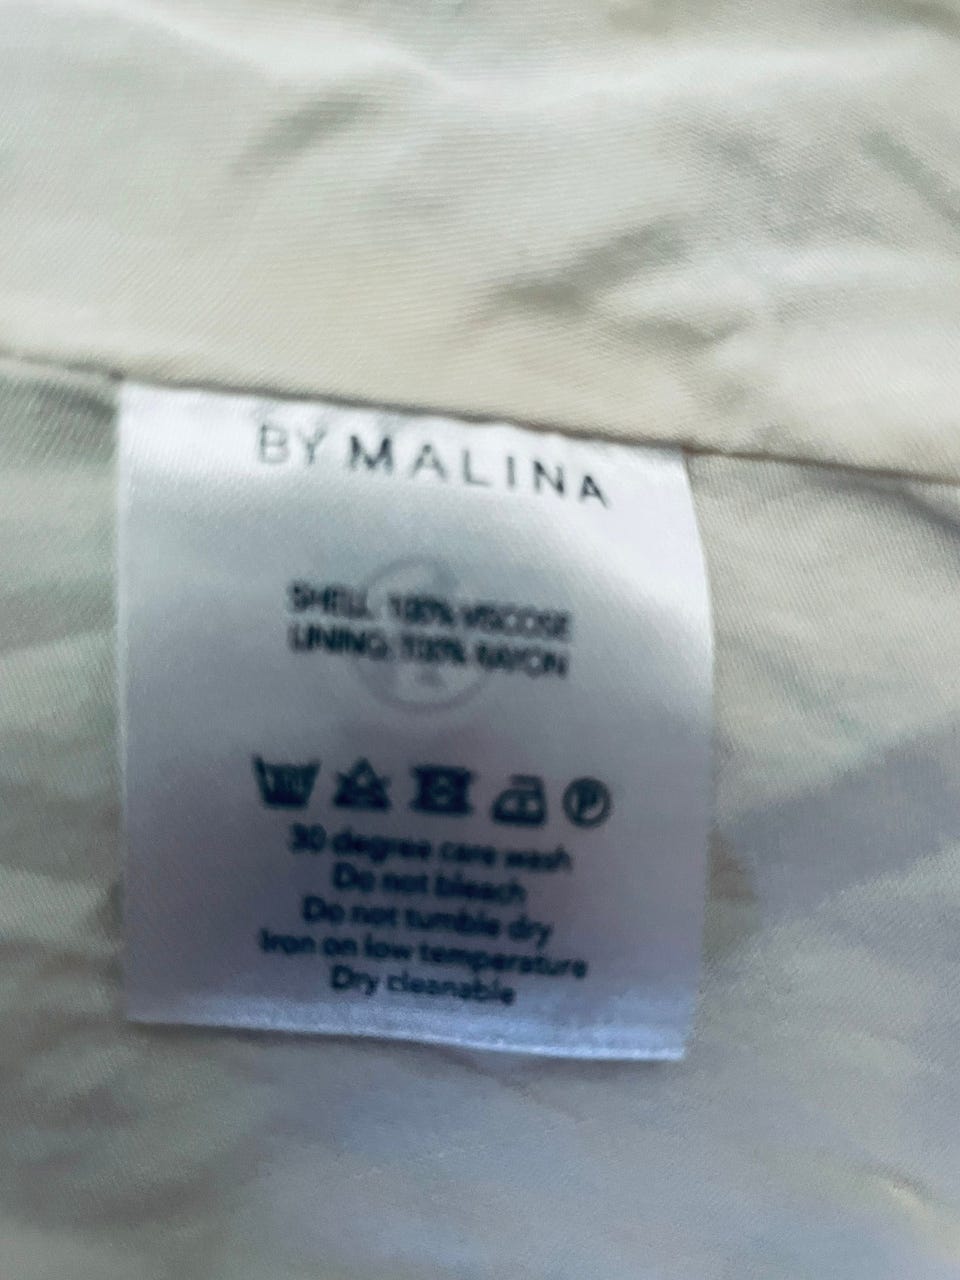 BY MALINA
SHELL: 100% VISCOSE
LINING: 100% RAYON
30 degree care wash
Do not bleach
Do not tumble dry
Iron on low temperature
Dry cleanable